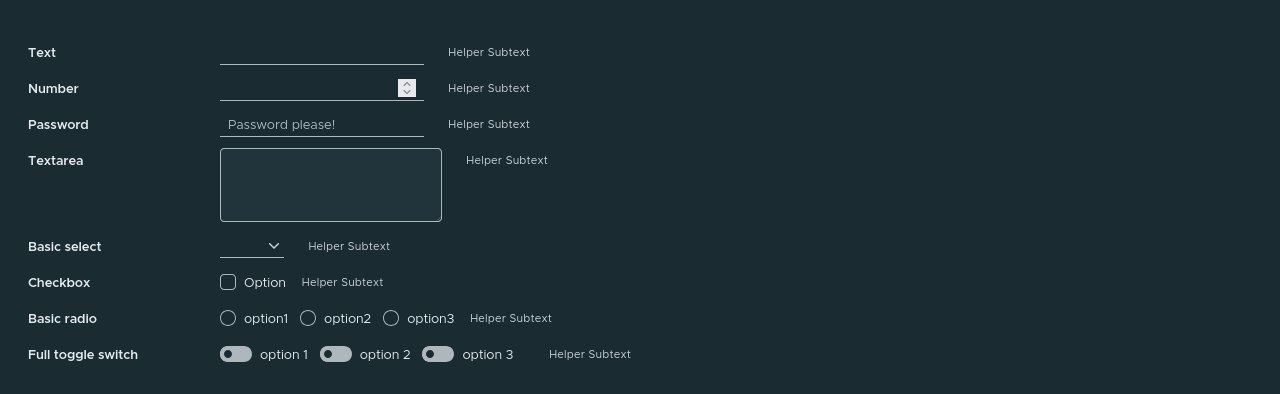 Text Helper Subtext
Number Helper Subtext
Password Password please! Helper Subtext
Textarea Helper Subtext
Basic select Helper Subtext
Checkbox Option Helper Subtext
Basic radio option1 option2 option3 Helper Subtext
Full toggle switch option 1 option 2 option 3 Helper Subtext